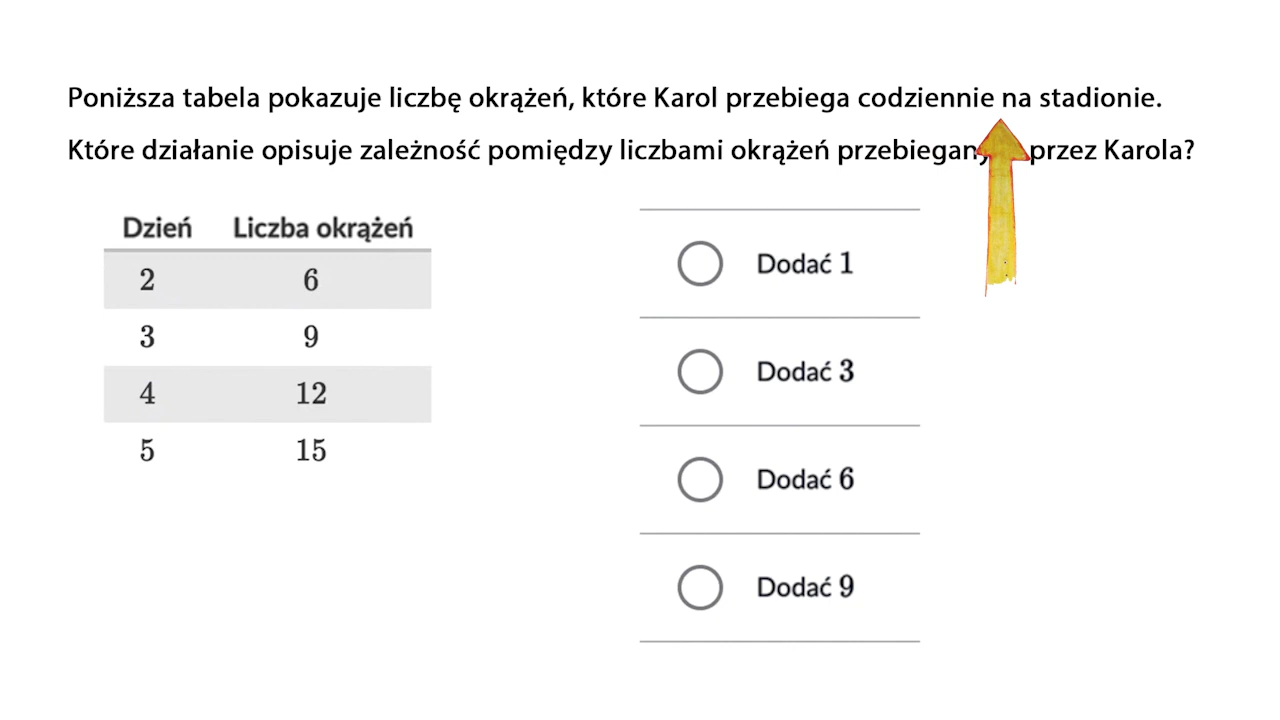 Poniższa tabela pokazuje liczbę okrążeń, które Karol przebiega codziennie na stadionie.
Które działanie opisuje zależność pomiędzy liczbami okrążeń przez Karola?
Dzień Liczba okrążeń
2 6
3 9
4 12
5 15
Dodać 1
Dodać 3
Dodać 6
Dodać 9